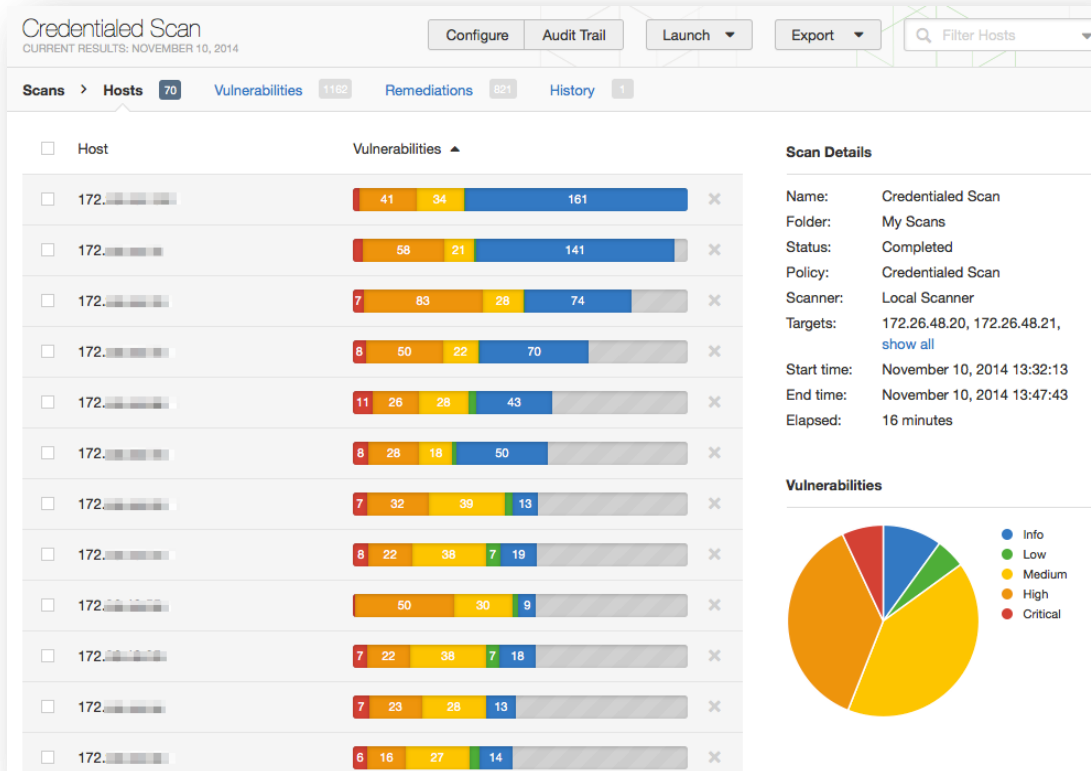 Credentialed Scan
CURRENT RESULTS: NOVEMBER 10, 2014
Configure Audit Trail Launch Export Filter Hosts
Scans > Hosts 70 Vulnerabilities 1162 Remediations 821 History 1
Host Vulnerabilities
172. 41 34 161
172. 58 21 141
172. 7 83 28 74
172. 8 50 22 70
172. 11 26 28 43
172. 8 28 18 50
172. 7 32 39 13
172. 8 22 38 7 19
172. 50 30 9
172. 7 22 38 7 18
172. 7 23 28 13
172. 6 16 27 14
Scan Details
Name: Credentialed Scan
Folder: My Scans
Status: Completed
Policy: Credentialed Scan
Scanner: Local Scanner
Targets: 172.26.48.20, 172.26.48.21,
show all
Start time: November 10, 2014 13:32:13
End time: November 10, 2014 13:47:43
Elapsed: 16 minutes
Vulnerabilities
Info
Low
Medium
High
Critical